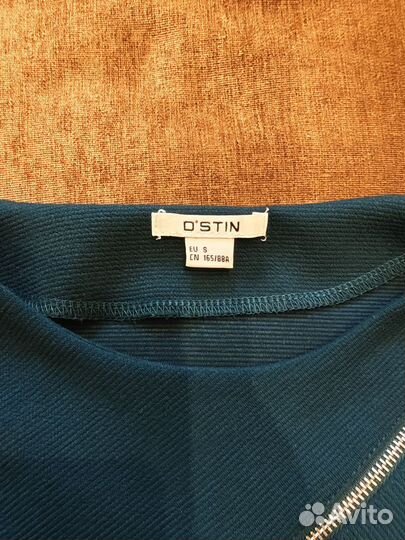 O'STIN
EU S
CN 165/88A
Avito